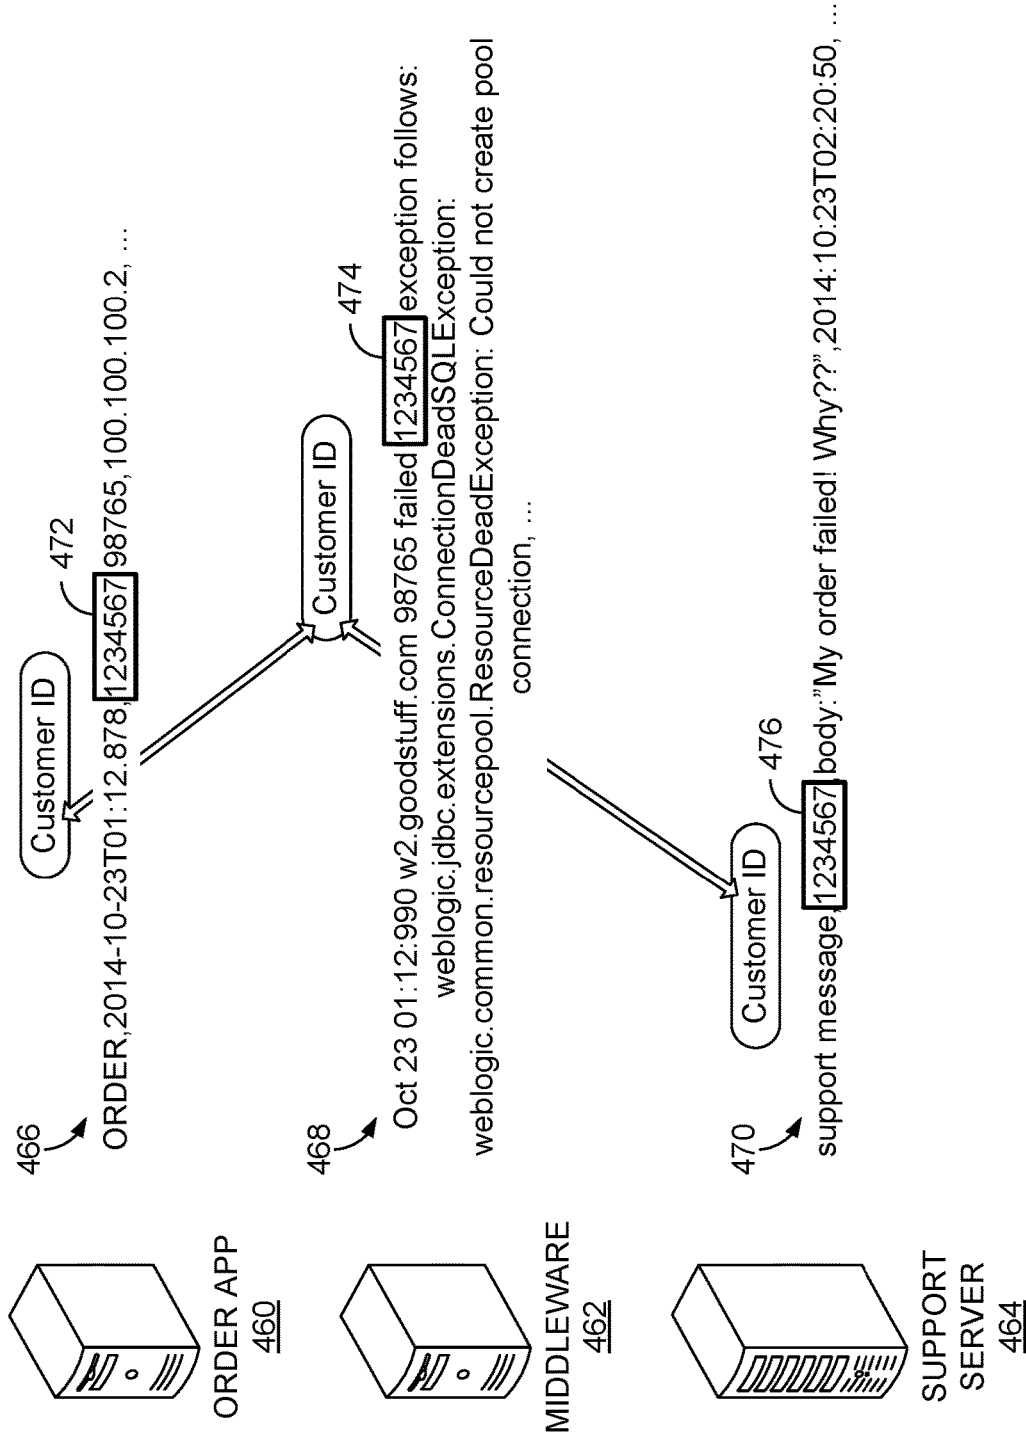 466
Customer ID
472
ORDER,2014-10-23T01:12.878,1234567,98765,100.100.100.2, ...
ORDER APP
460
468
Customer ID
474
Oct 23 01:12:990 w2.goodstuff.com 98765 failed 1234567 exception follows:
weblogic.jdbc.extensions.ConnectionDeadSQLException:
weblogic.common.resourcepool.ResourceDeadException: Could not create pool
connection, ...
MIDDLEWARE
462
470
Customer ID
476
support message, 1234567, body:"My order failed! Why??",2014:10:23T02:20:50, ...
SUPPORT
SERVER
464